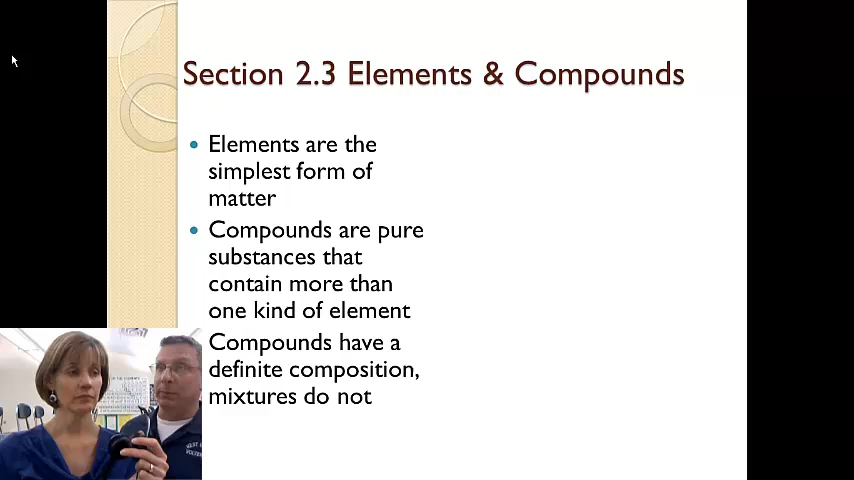 Section 2.3 Elements & Compounds
Elements are the
simplest form of
matter
Compounds are pure
substances that
contain more than
one kind of element
Compounds have a
definite composition,
mixtures do not